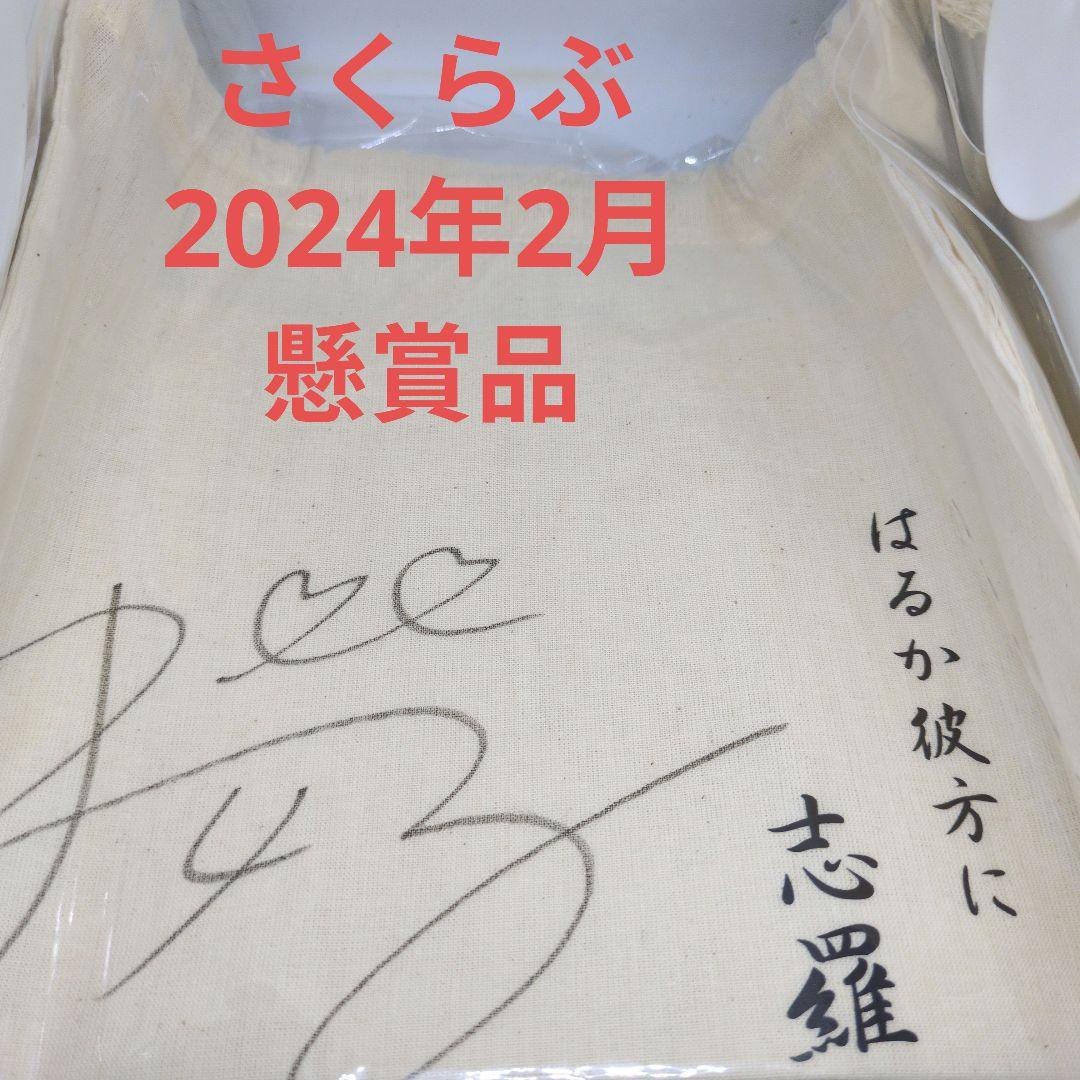 さくらぶ
2024年2月
懸賞品
はるか彼方に
志羅